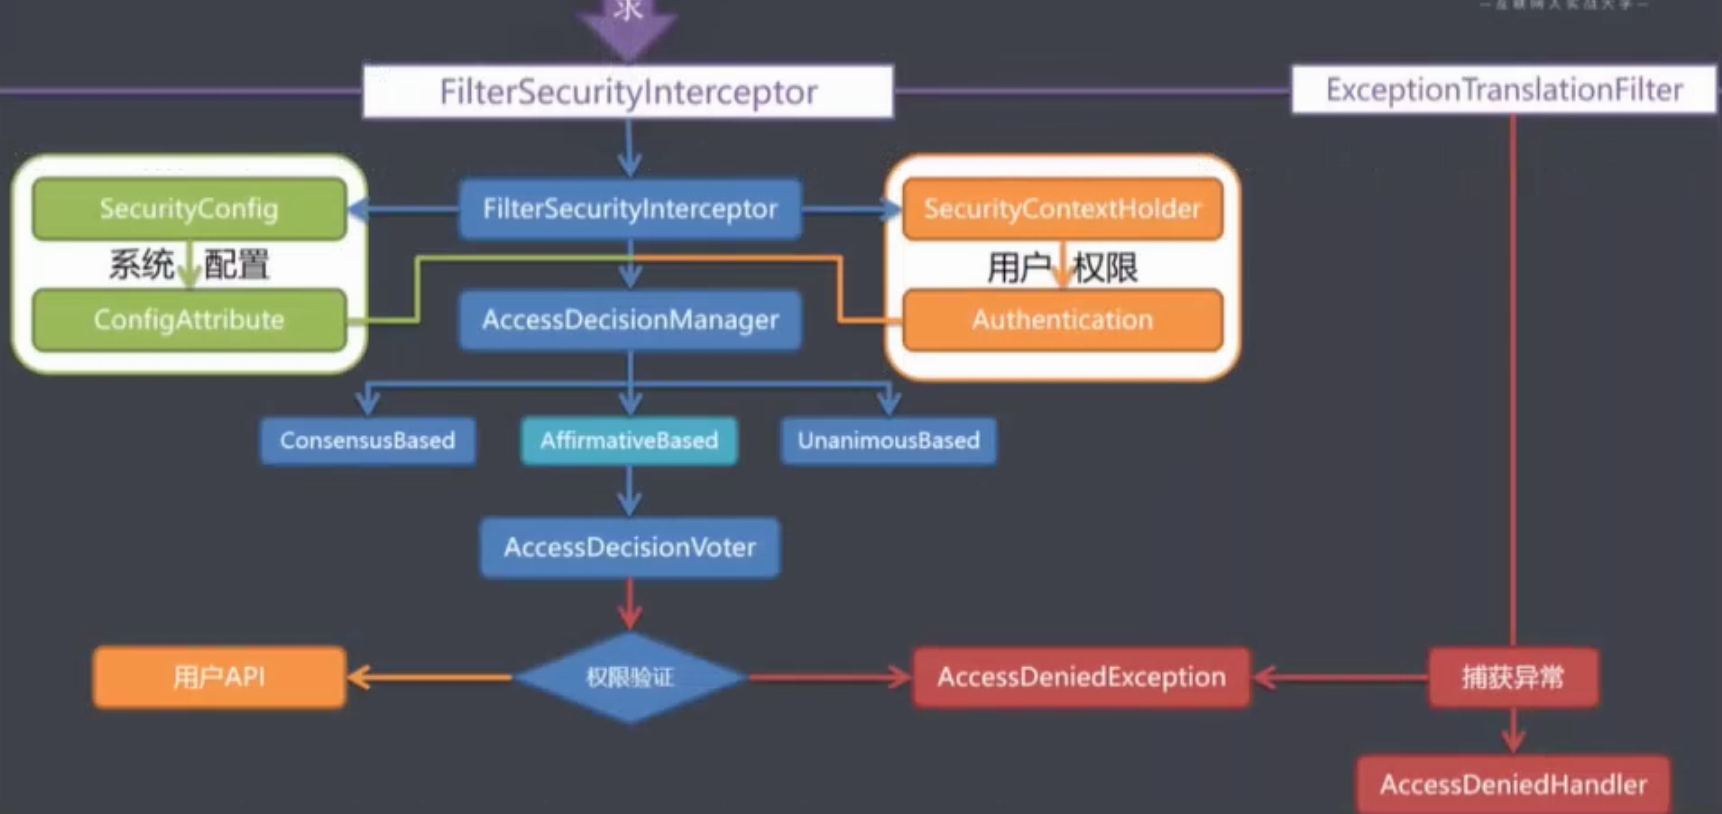 求
FilterSecurityInterceptor
ExceptionTranslationFilter
SecurityConfig
FilterSecurityInterceptor
SecurityContextHolder
系统 配置
用户 权限
ConfigAttribute
AccessDecisionManager
Authentication
ConsensusBased
AffirmativeBased
UnanimousBased
AccessDecisionVoter
用户API
权限验证
AccessDeniedException
捕获异常
AccessDeniedHandler